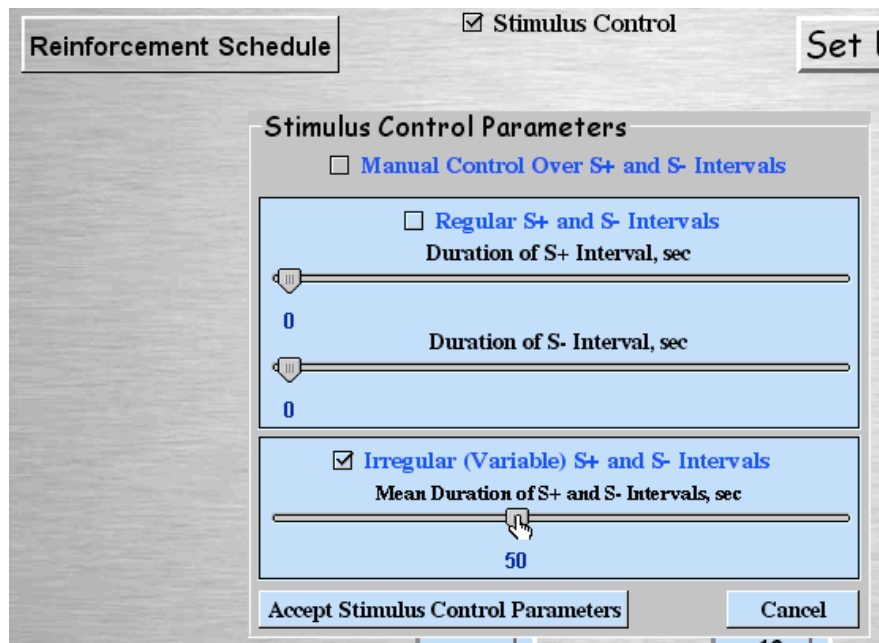 Stimulus Control
Reinforcement Schedule
Set
Stimulus Control Parameters
Manual Control Over S+ and S- Intervals
Regular S+ and S- Intervals
Duration of S+ Interval, sec
0
Duration of S- Interval, sec
0
Irregular (Variable) S+ and S- Intervals
Mean Duration of S+ and S- Intervals, sec
50
Accept Stimulus Control Parameters
Cancel